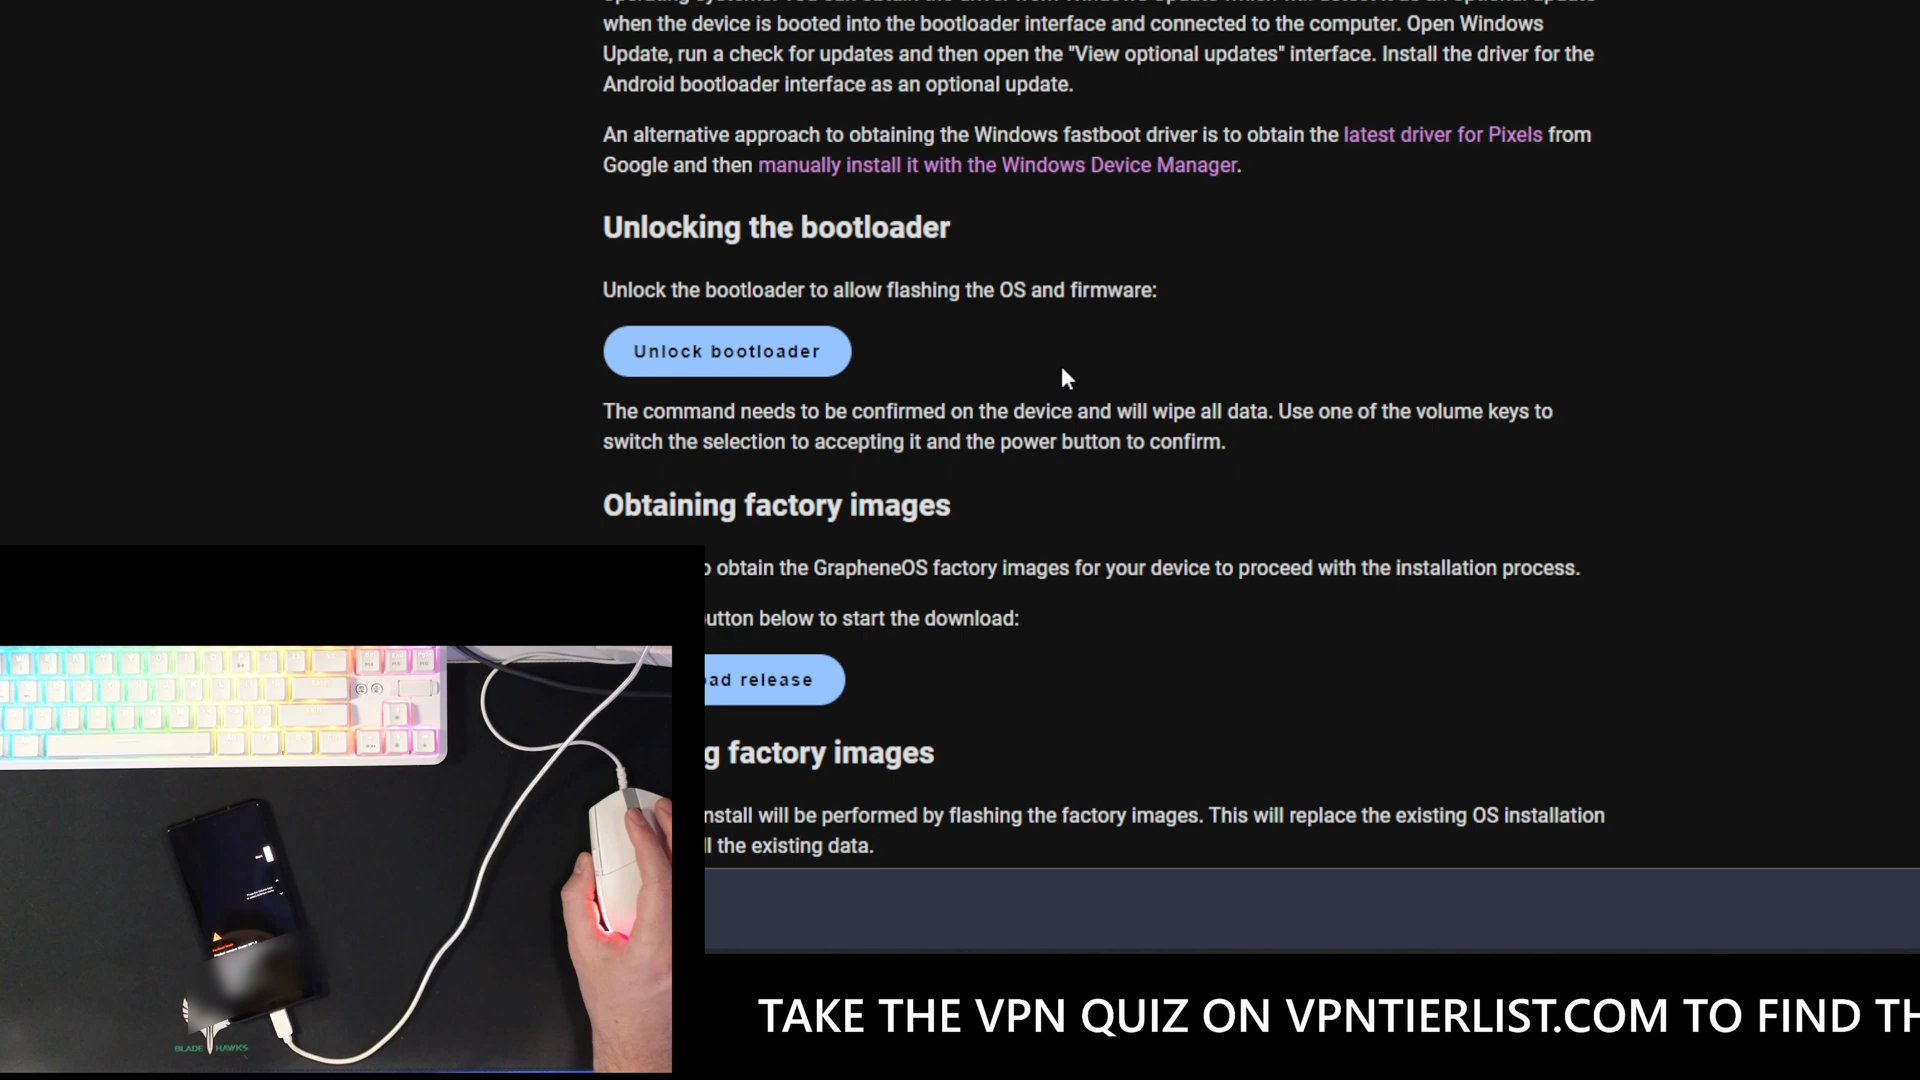 when the device is booted into the bootloader interface and connected to the computer. Open Windows
Update, run a check for updates and then open the "View optional updates" interface. Install the driver for the
Android bootloader interface as an optional update.
An alternative approach to obtaining the Windows fastboot driver is to obtain the latest driver for Pixels from
Google and then manually install it with the Windows Device Manager.
Unlocking the bootloader
Unlock the bootloader to allow flashing the OS and firmware:
Unlock bootloader
The command needs to be confirmed on the device and will wipe all data. Use one of the volume keys to
switch the selection to accepting it and the power button to confirm.
Obtaining factory images
obtain the GrapheneOS factory images for your device to proceed with the installation process.
utton below to start the download:
ad release
g factory images
nstall will be performed by flashing the factory images. This will replace the existing OS installation
ll the existing data.
BLADE HAWKS
TAKE THE VPN QUIZ ON VPNTIERLIST.COM TO FIND TH